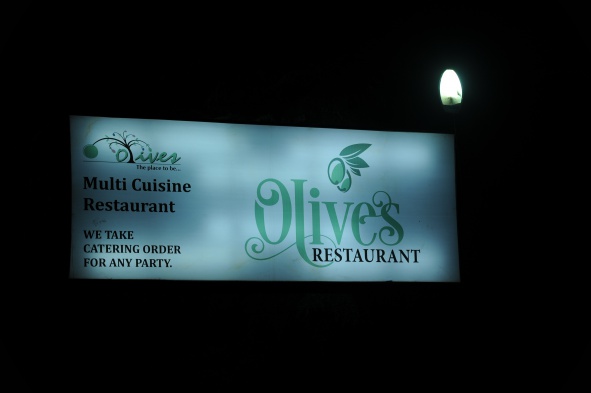 Olives
The place to be...
Multi Cuisine
Restaurant
WE TAKE
CATERING ORDER
FOR ANY PARTY.
Olives
RESTAURANT